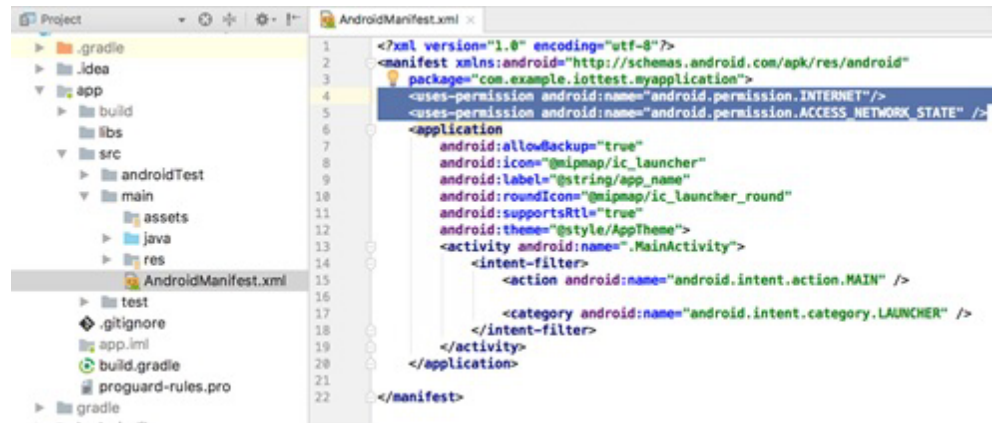 Project
AndroidManifest.xml
.gradle
.idea
app
build
libs
src
androidTest
main
assets
java
res
AndroidManifest.xml
test
.gitignore
app.iml
build.gradle
proguard-rules.pro
gradle
1 <?xml version="1.0" encoding="utf-8"?>
2 <manifest xmlns:android="http://schemas.android.com/apk/res/android"
3 package="com.example.iottest.myapplication">
4 <uses-permission android:name="android.permission.INTERNET"/>
5 <uses-permission android:name="android.permission.ACCESS_NETWORK_STATE" />
6 <application
7 android:allowBackup="true"
8 android:icon="@mipmap/ic_launcher"
9 android:label="@string/app_name"
10 android:roundIcon="@mipmap/ic_launcher_round"
11 android:supportsRtl="true"
12 android:theme="@style/AppTheme">
13 <activity android:name=".MainActivity">
14 <intent-filter>
15 <action android:name="android.intent.action.MAIN" />
16
17 <category android:name="android.intent.category.LAUNCHER" />
18 </intent-filter>
19 </activity>
20 </application>
21
22 </manifest>